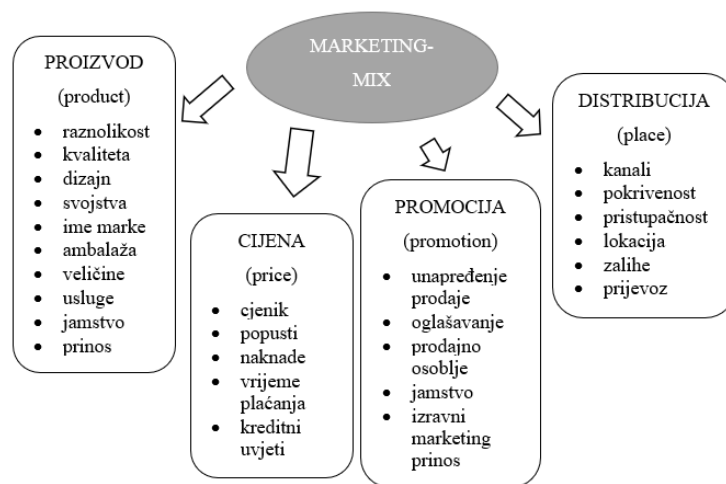 MARKETING-
MIX
PROIZVOD
(product)
• raznolikost
• kvaliteta
• dizajn
• svojstva
• ime marke
• ambalaža
• veličine
• usluge
• jamstvo
• prinos
CIJENA
(price)
• cjenik
• popusti
• naknade
• vrijeme
plaćanja
• kreditni
uvjeti
PROMOCIJA
(promotion)
• unapređenje
prodaje
• oglašavanje
• prodajno
osoblje
• jamstvo
• izravni
marketing
prinos
DISTRIBUCIJA
(place)
• kanali
• pokrivenost
• pristupačnost
• lokacija
• zalihe
• prijevoz